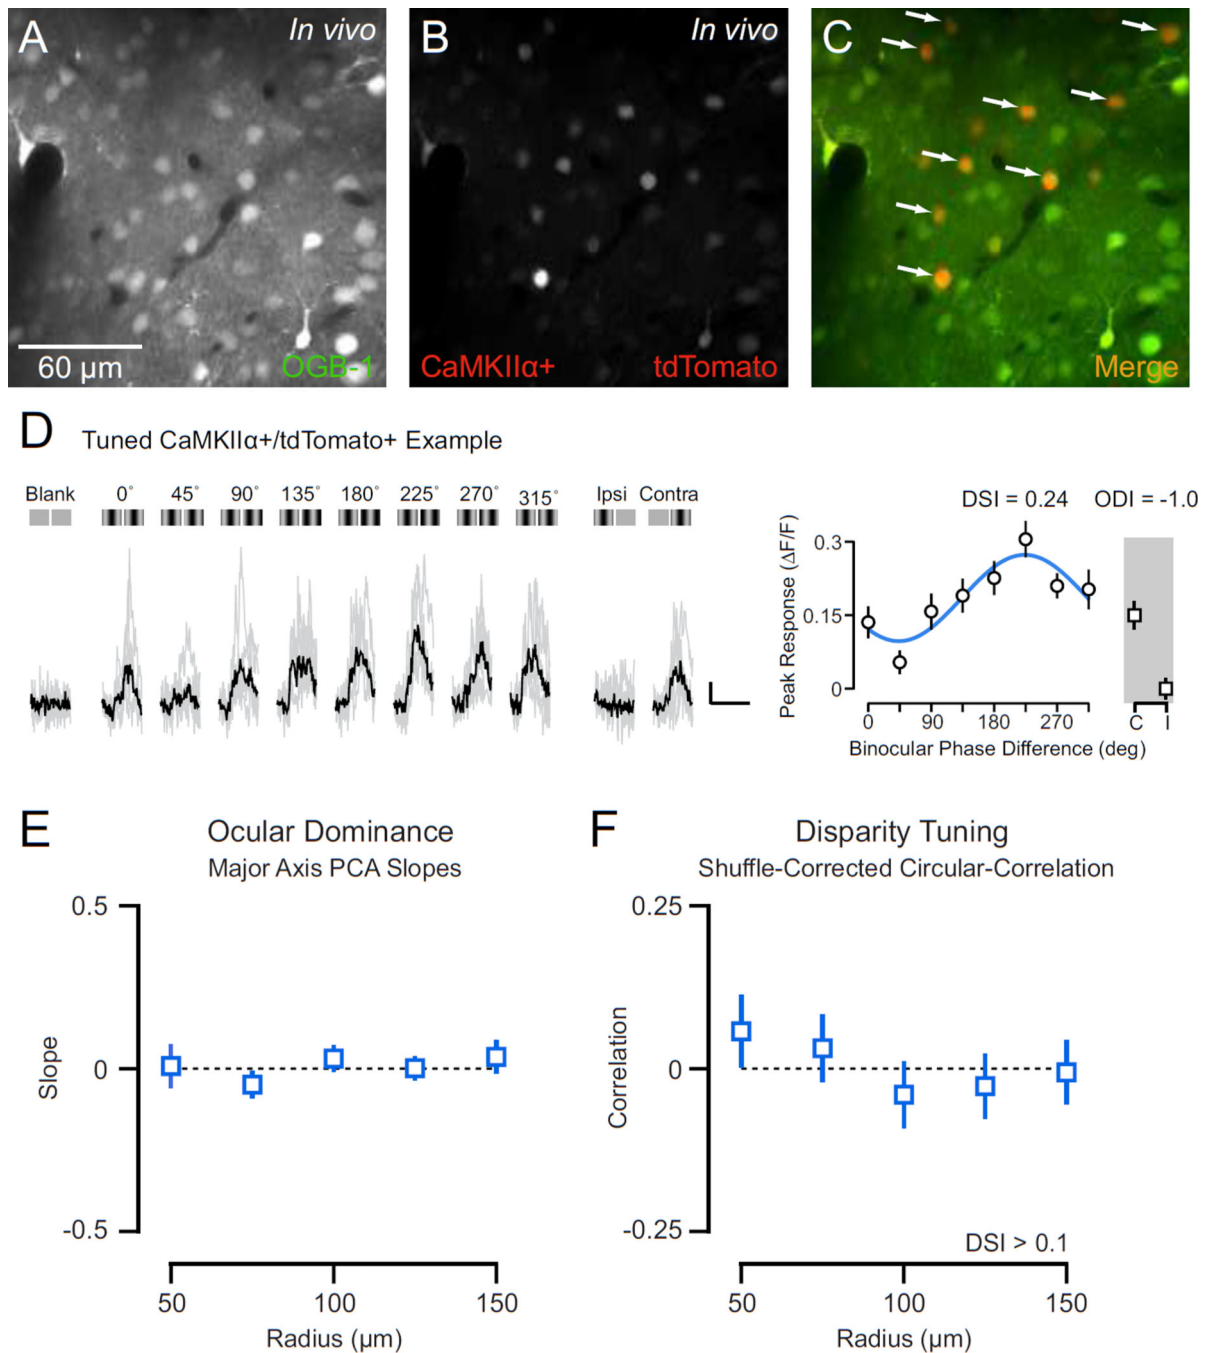 A In vivo
60 µm OGB-1
B In vivo
CaMKIIα+ tdTomato
C
Merge
D Tuned CaMKIIα+/tdTomato+ Example
Blank 0° 45° 90° 135° 180° 225° 270° 315° Ipsi Contra
DSI = 0.24 ODI = -1.0
Peak Response (ΔF/F)
0.3
0.15
0
0 90 180 270 C I
Binocular Phase Difference (deg)
E Ocular Dominance
Major Axis PCA Slopes
Slope
0.5
0
-0.5
50 100 150
Radius (µm)
F Disparity Tuning
Shuffle-Corrected Circular-Correlation
Correlation
0.25
0
-0.25
DSI > 0.1
50 100 150
Radius (µm)